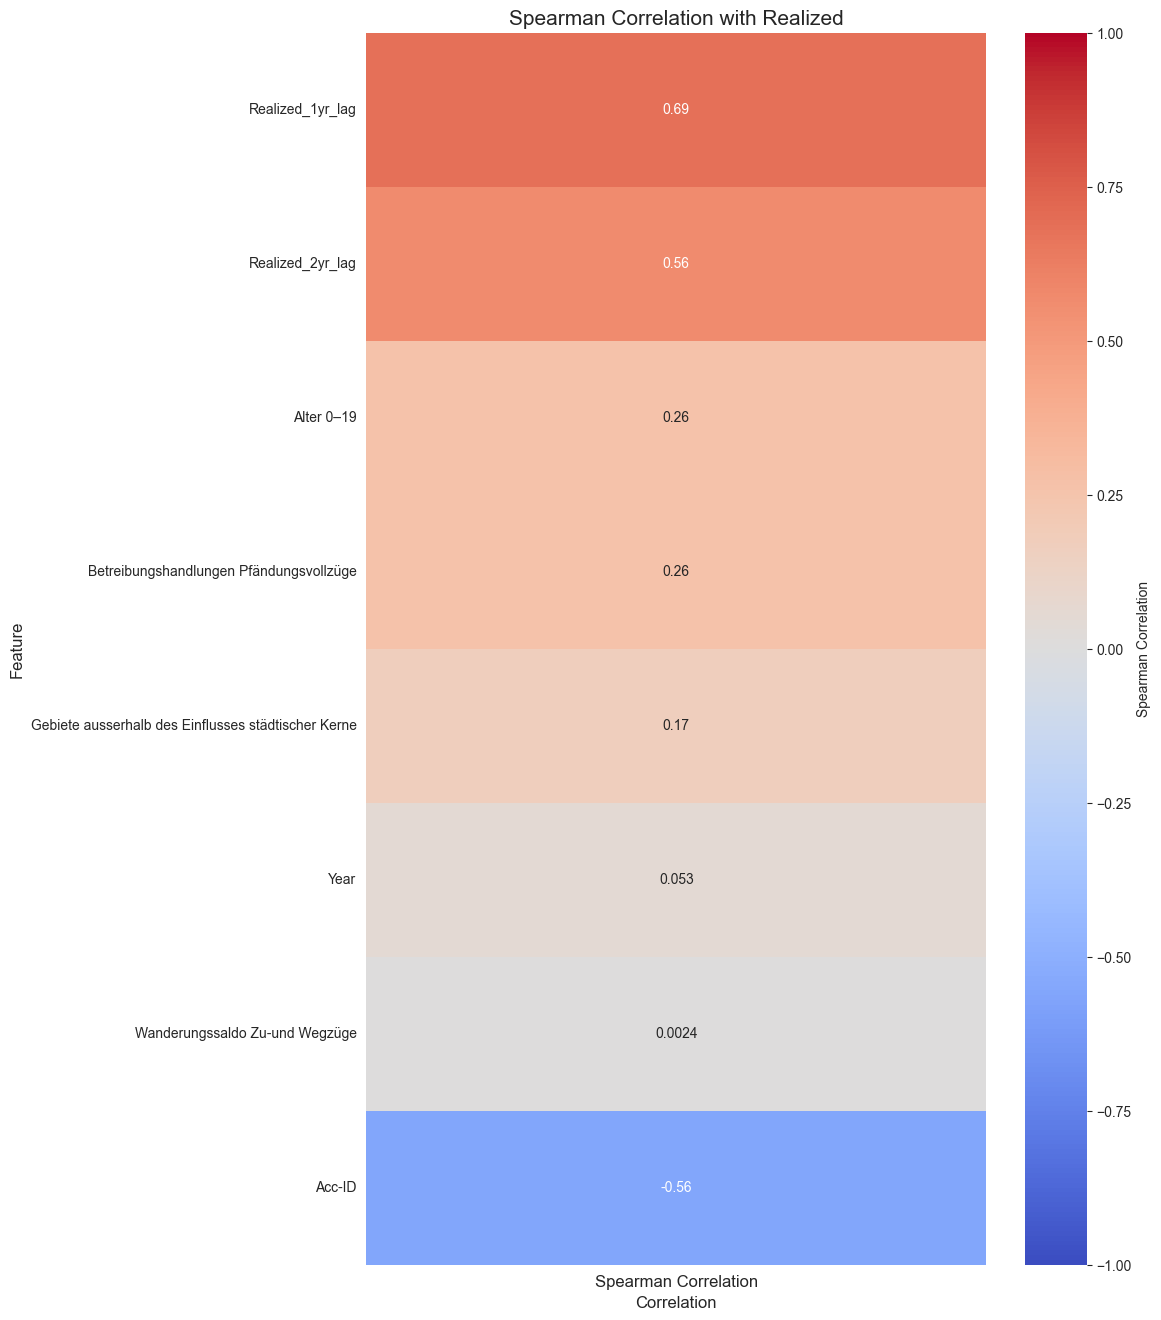 Spearman Correlation with Realized
Realized_1yr_lag
0.69
Realized_2yr_lag
0.56
Alter 0–19
0.26
Betreibungshandlungen Pfändungsvollzüge
0.26
Gebiete ausserhalb des Einflusses städtischer Kerne
0.17
Year
0.053
Wanderungssaldo Zu-und Wegzüge
0.0024
Acc-ID
-0.56
Feature
Spearman Correlation
Correlation
1.00
0.75
0.50
0.25
0.00
−0.25
−0.50
−0.75
−1.00
Spearman Correlation